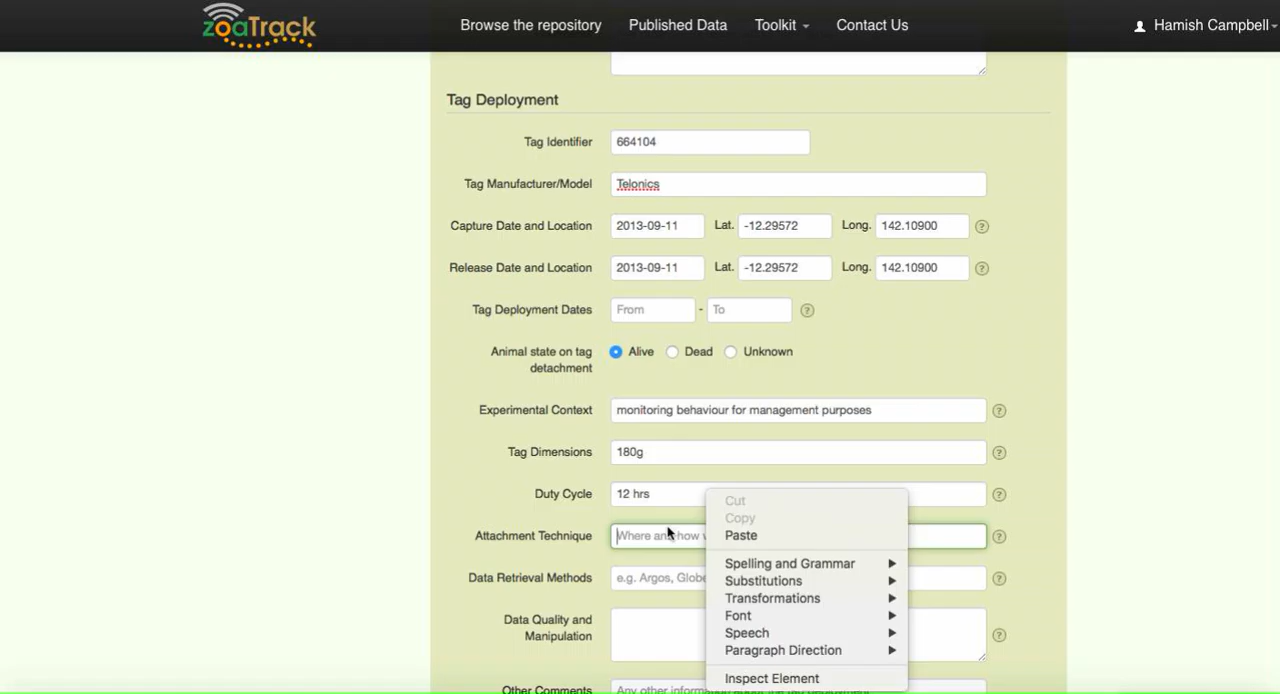 zoaTrack
Browse the repository Published Data Toolkit Contact Us Hamish Campbell
Tag Deployment
Tag Identifier 664104
Tag Manufacturer/Model Telonics
Capture Date and Location 2013-09-11 Lat. -12.29572 Long. 142.10900 ?
Release Date and Location 2013-09-11 Lat. -12.29572 Long. 142.10900 ?
Tag Deployment Dates From - To ?
Animal state on tag Alive Dead Unknown
detachment
Experimental Context monitoring behaviour for management purposes ?
Tag Dimensions 180g ?
Duty Cycle 12 hrs ?
Cut
Copy
Attachment Technique Where and how Paste ?
Spelling and Grammar
Data Retrieval Methods e.g. Argos, Substitutions ?
Transformations
Data Quality and Font
Manipulation Speech ?
Paragraph Direction
Inspect Element
Other Comments Any other information about the tag deployment